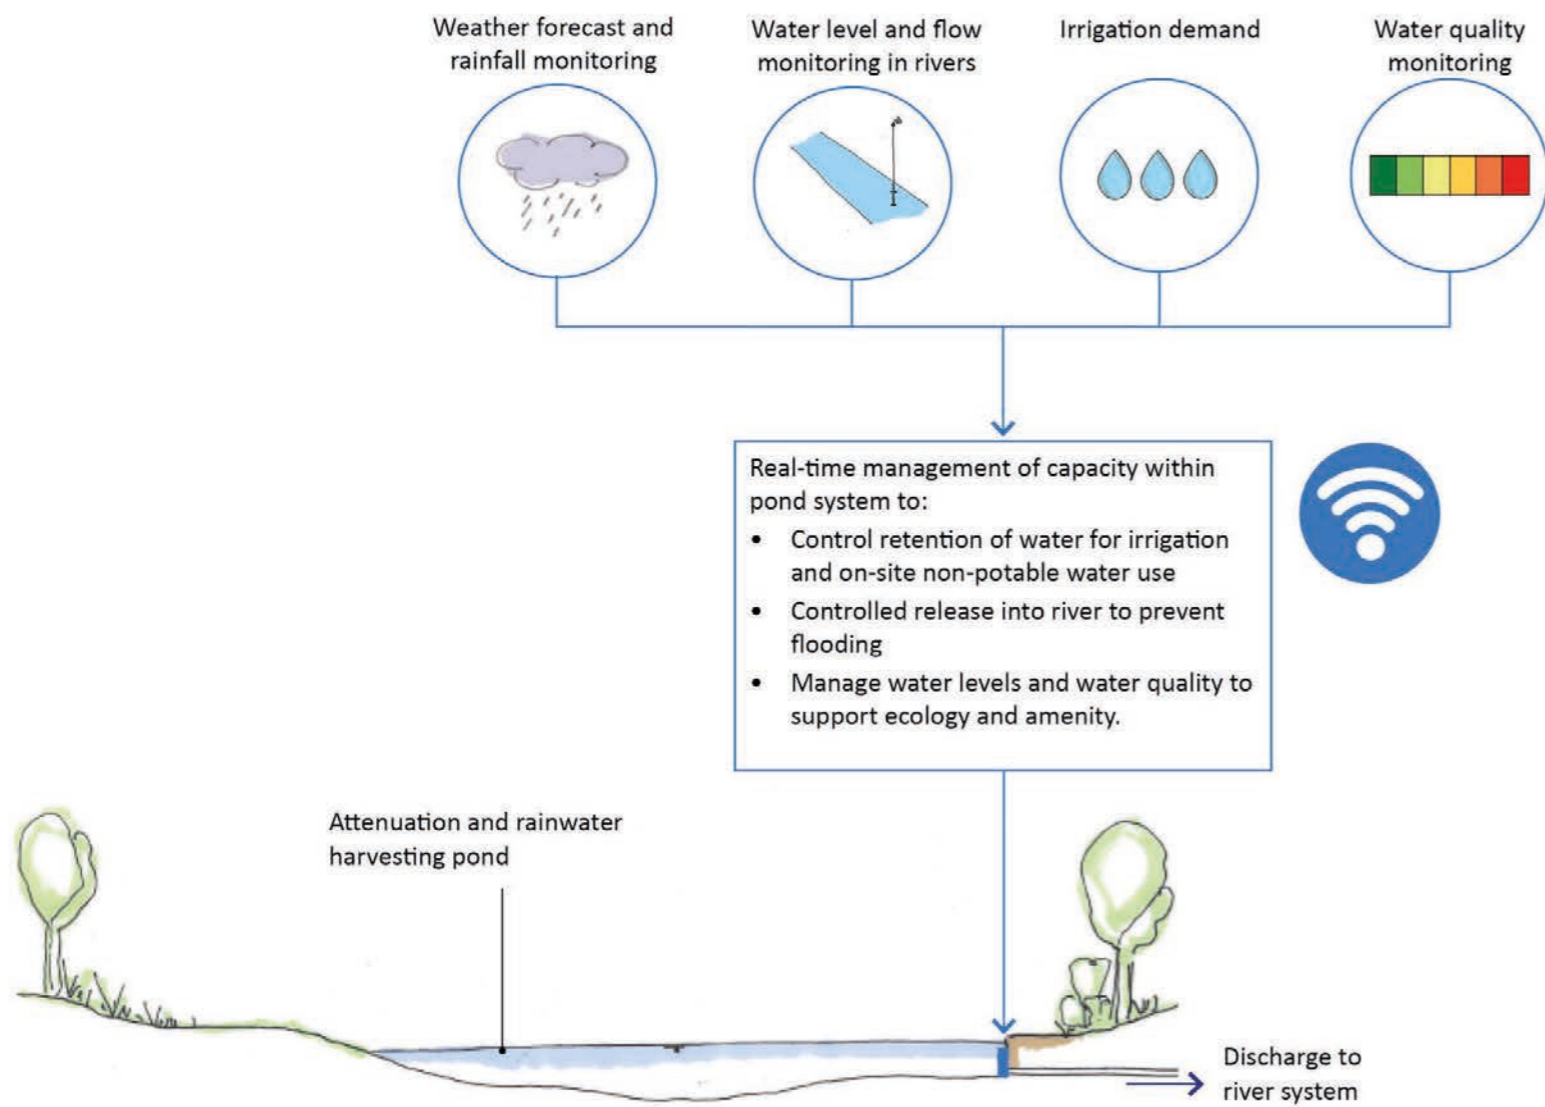 Weather forecast and
rainfall monitoring
Water level and flow
monitoring in rivers
Irrigation demand
Water quality
monitoring
Real-time management of capacity within
pond system to:
• Control retention of water for irrigation
and on-site non-potable water use
• Controlled release into river to prevent
flooding
• Manage water levels and water quality to
support ecology and amenity.
Attenuation and rainwater
harvesting pond
Discharge to
river system